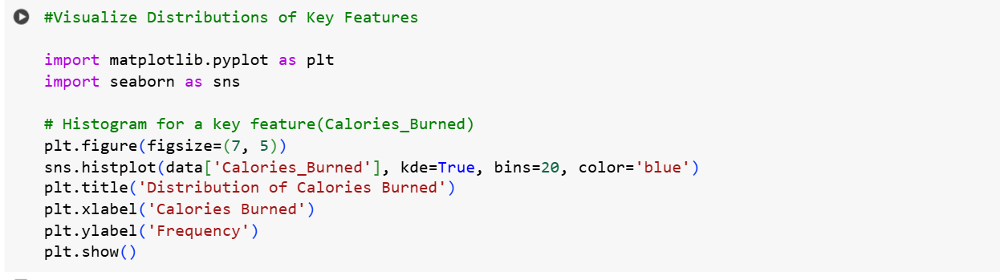 #Visualize Distributions of Key Features
import matplotlib.pyplot as plt
import seaborn as sns
# Histogram for a key feature(Calories_Burned)
plt.figure(figsize=(7, 5))
sns.histplot(data['Calories_Burned'], kde=True, bins=20, color='blue')
plt.title('Distribution of Calories Burned')
plt.xlabel('Calories Burned')
plt.ylabel('Frequency')
plt.show()